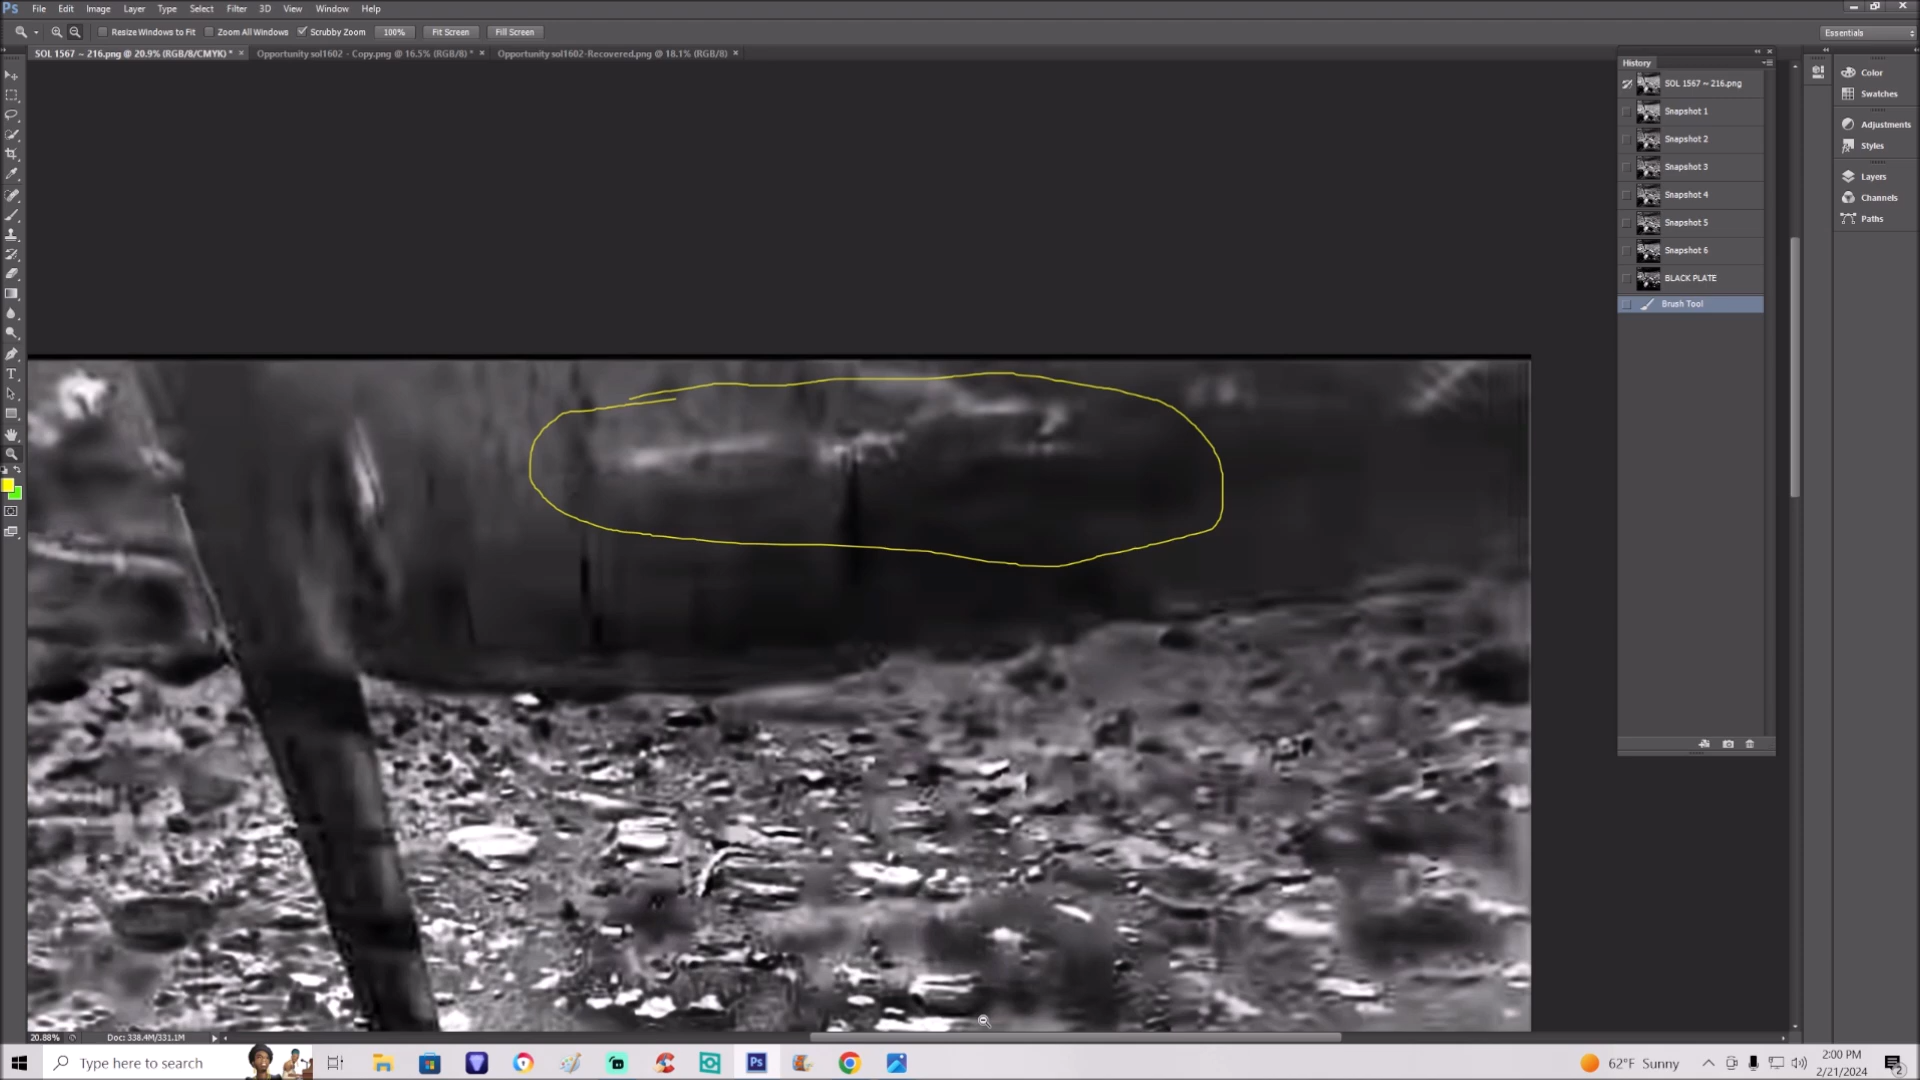 Ps File Edit Image Layer Type Select Filter 3D View Window Help
Resize Windows to Fit Zoom All Windows Scrubby Zoom 100% Fit Screen Fill Screen Essentials
SOL 1567 ~ 216.png @ 20.9% (RGB/8/CMYK) * × Opportunity sol1602 - Copy.png @ 16.5% (RGB/8) * × Opportunity sol1602-Recovered.png @ 18.1% (RGB/8) ×
History
SOL 1567 ~ 216.png
Snapshot 1
Snapshot 2
Snapshot 3
Snapshot 4
Snapshot 5
Snapshot 6
BLACK PLATE
Brush Tool
Color
Swatches
Adjustments
Styles
Layers
Channels
Paths
20.88% Doc: 338.4M/331.1M
Type here to search
Ps
62°F Sunny
2:00 PM
2/21/2024
2